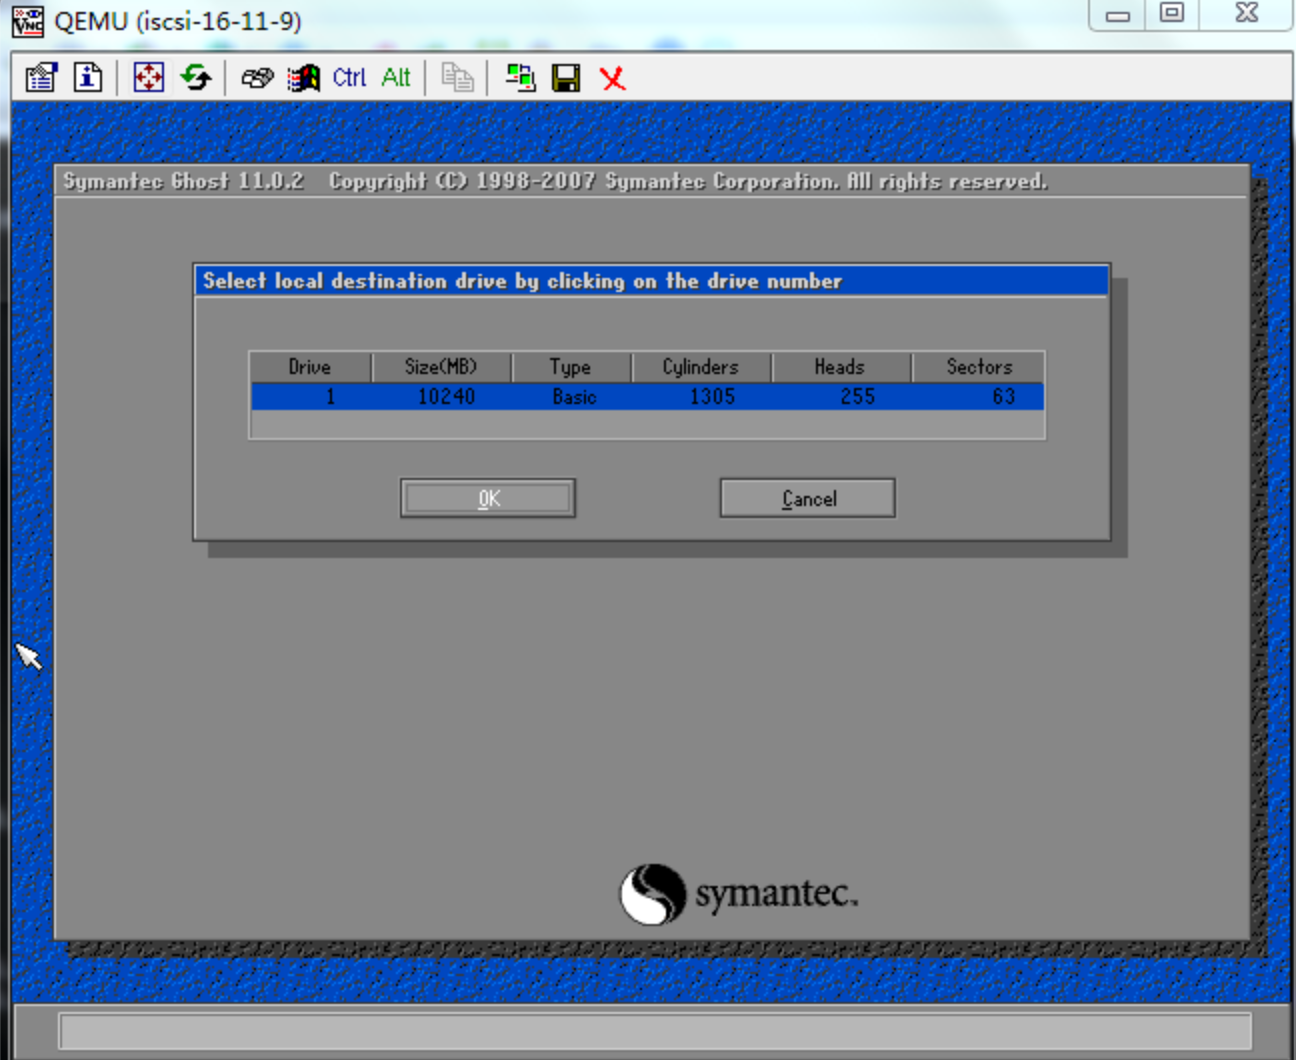 QEMU (iscsi-16-11-9)
Ctrl Alt
Symantec Ghost 11.0.2 Copyright (C) 1998-2007 Symantec Corporation. All rights reserved.
Select local destination drive by clicking on the drive number
Drive Size(MB) Type Cylinders Heads Sectors
1 10240 Basic 1305 255 63
OK Cancel
symantec.